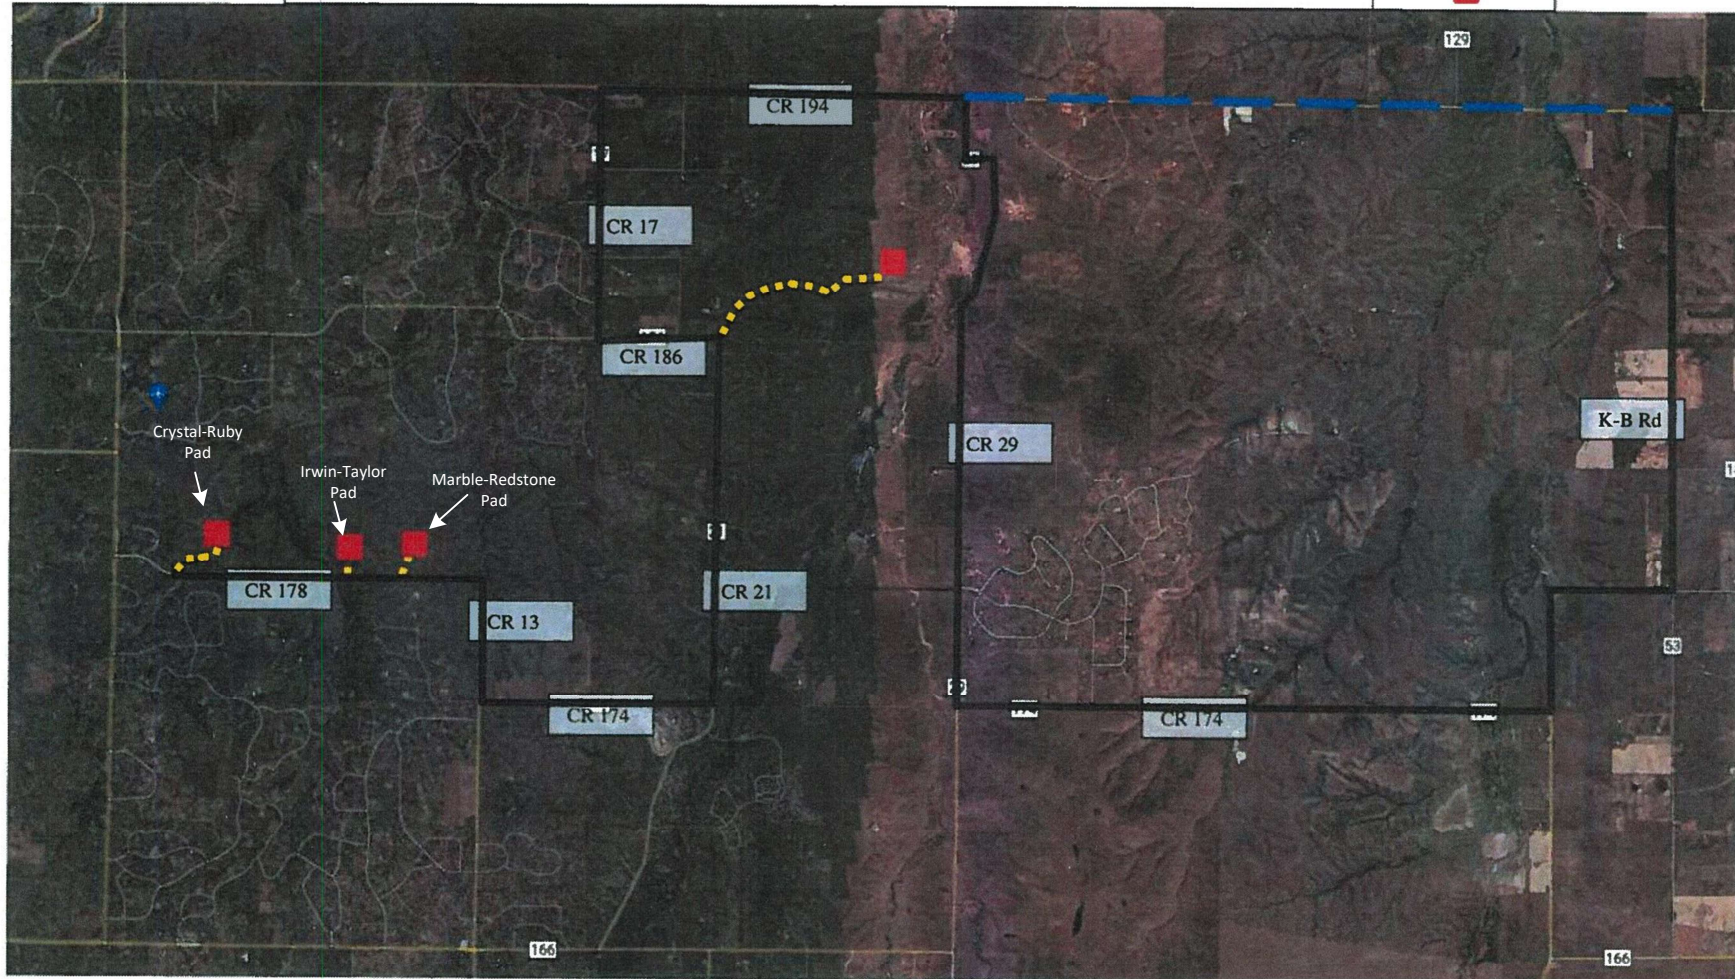 129
CR 194
CR 17
CR 186
K-B Rd
CR 29
Crystal-Ruby
Pad
Irwin-Taylor
Pad
Marble-Redstone
Pad
CR 178
CR 21
CR 13
53
29
CR 174
CR 174
166
166